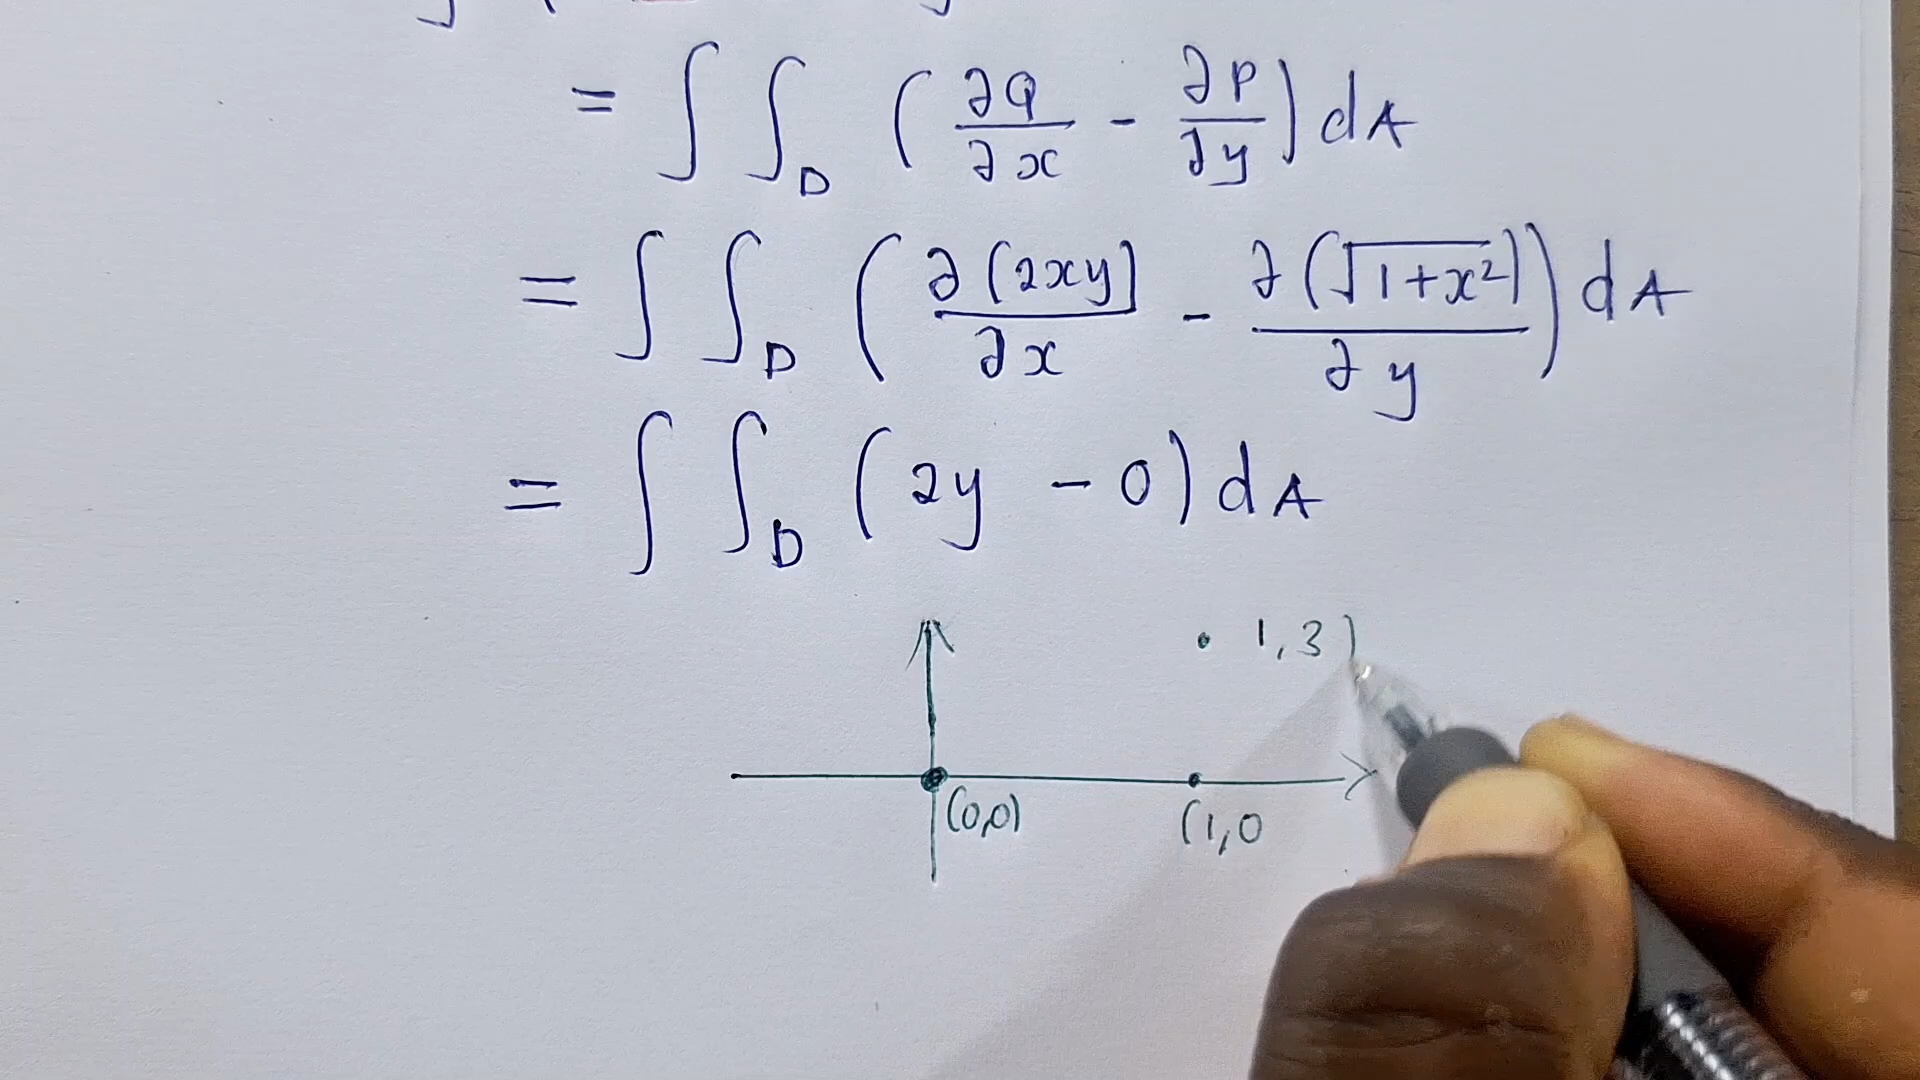 = ∫∫_D (∂Q/∂x - ∂P/∂y) dA
= ∫∫_D (∂(2xy]/∂x - ∂(√(1+x²))/∂y) dA
= ∫∫_D (2y - 0) dA
1,3)
(0,0)
(1,0